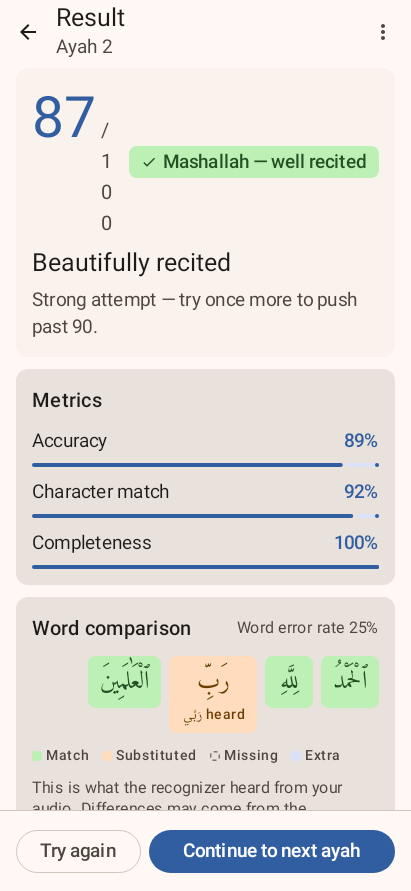 Result
Ayah 2
87 / 100
Mashallah — well recited
Beautifully recited
Strong attempt — try once more to push
past 90.
Metrics
Accuracy 89%
Character match 92%
Completeness 100%
Word comparison Word error rate 25%
ٱلْحَمْدُ لِلَّهِ رَبِّ ٱلْعَٰلَمِينَ
رَبِّي heard
Match Substituted Missing Extra
This is what the recognizer heard from your
audio. Differences may come from the
Try again Continue to next ayah